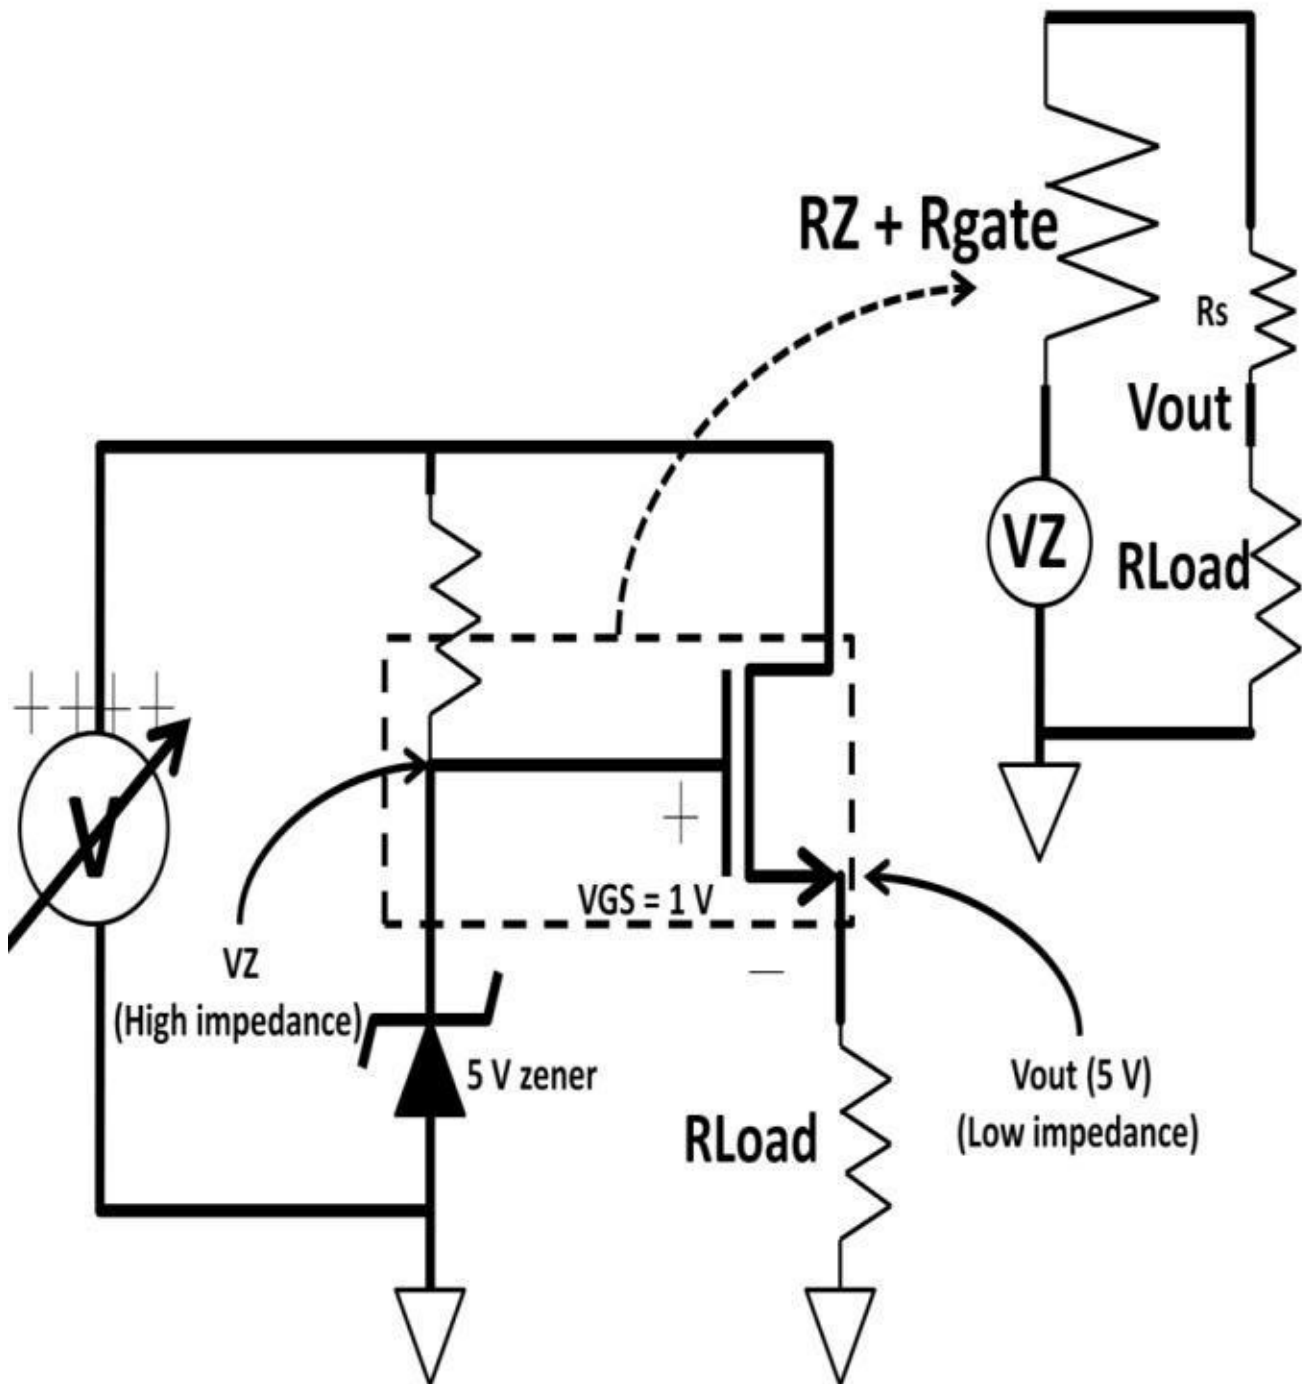 RZ + Rgate
Rs
Vout
VZ
RLoad
V
VGS = 1 V
VZ
(High impedance)
5 V zener
Vout (5 V)
(Low impedance)
RLoad